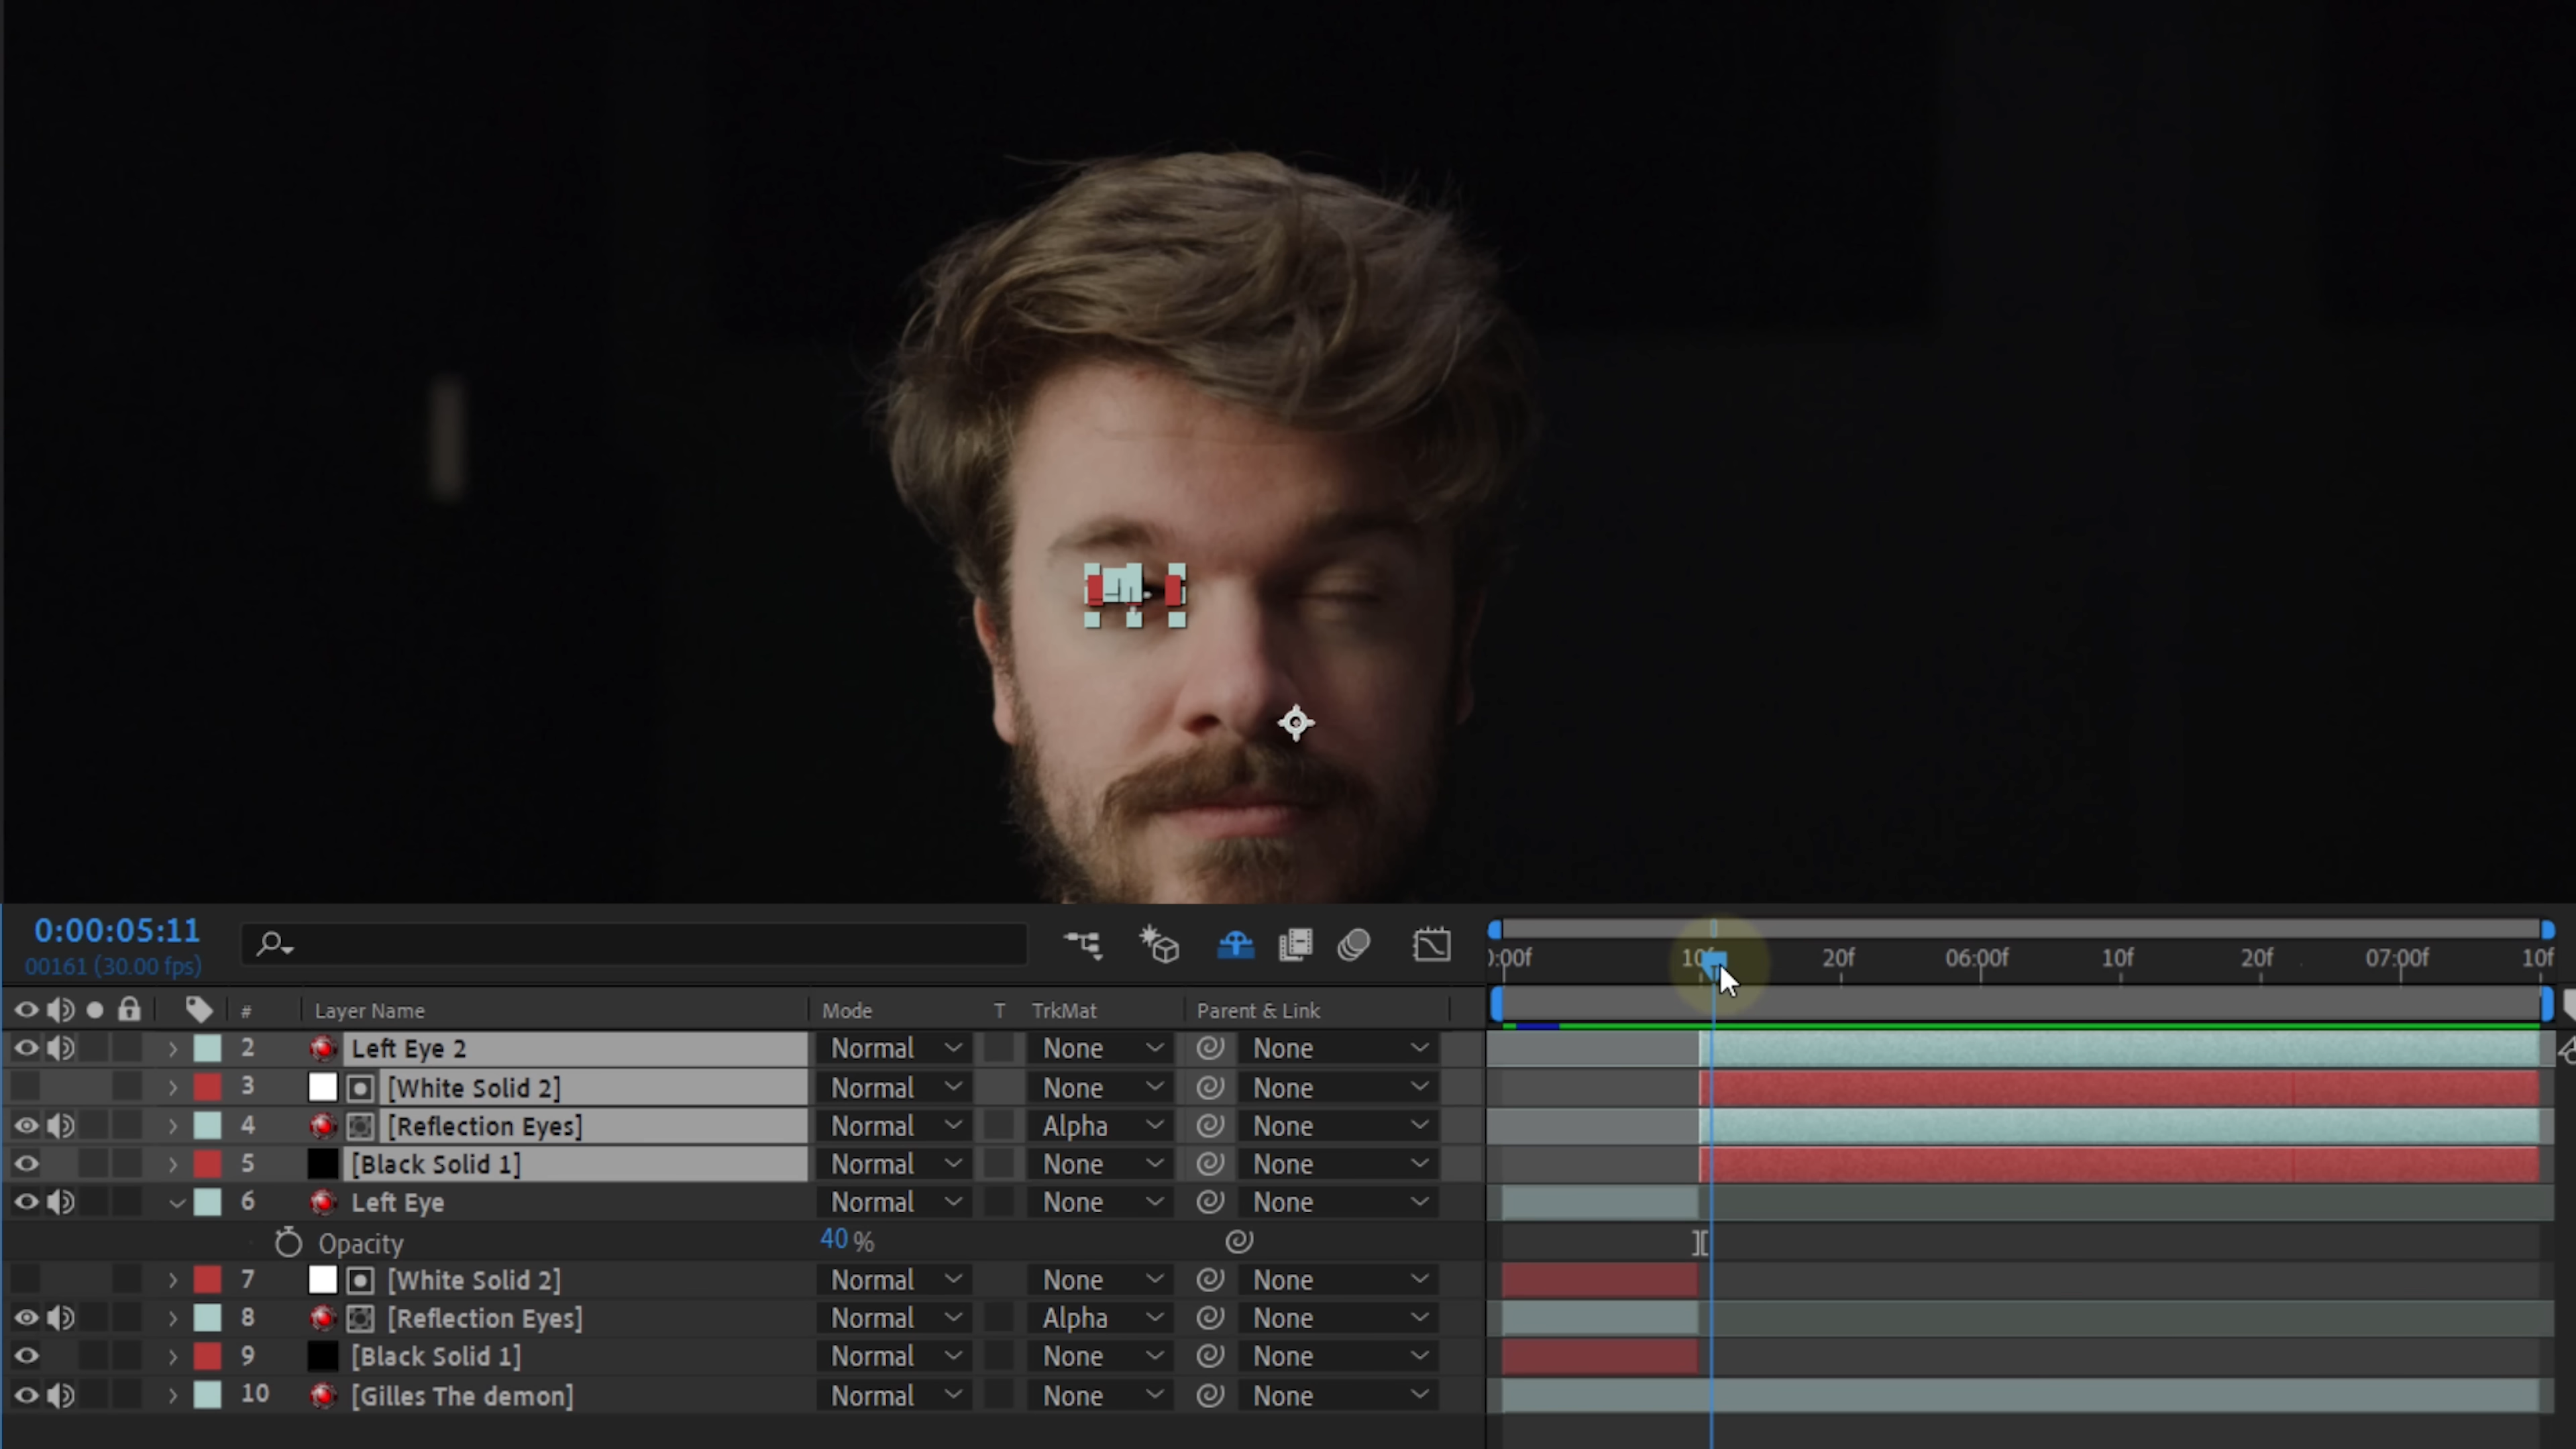 0:00:05:11
00161 (30.00 fps)
):00f 10f 20f 06:00f 10f 20f 07:00f 10f
# Layer Name Mode T TrkMat Parent & Link
2 Left Eye 2 Normal None None
3 [White Solid 2] Normal None None
4 [Reflection Eyes] Normal Alpha None
5 [Black Solid 1] Normal None None
6 Left Eye Normal None None
Opacity 40 %
7 [White Solid 2] Normal None None
8 [Reflection Eyes] Normal Alpha None
9 [Black Solid 1] Normal None None
10 [Gilles The demon] Normal None None